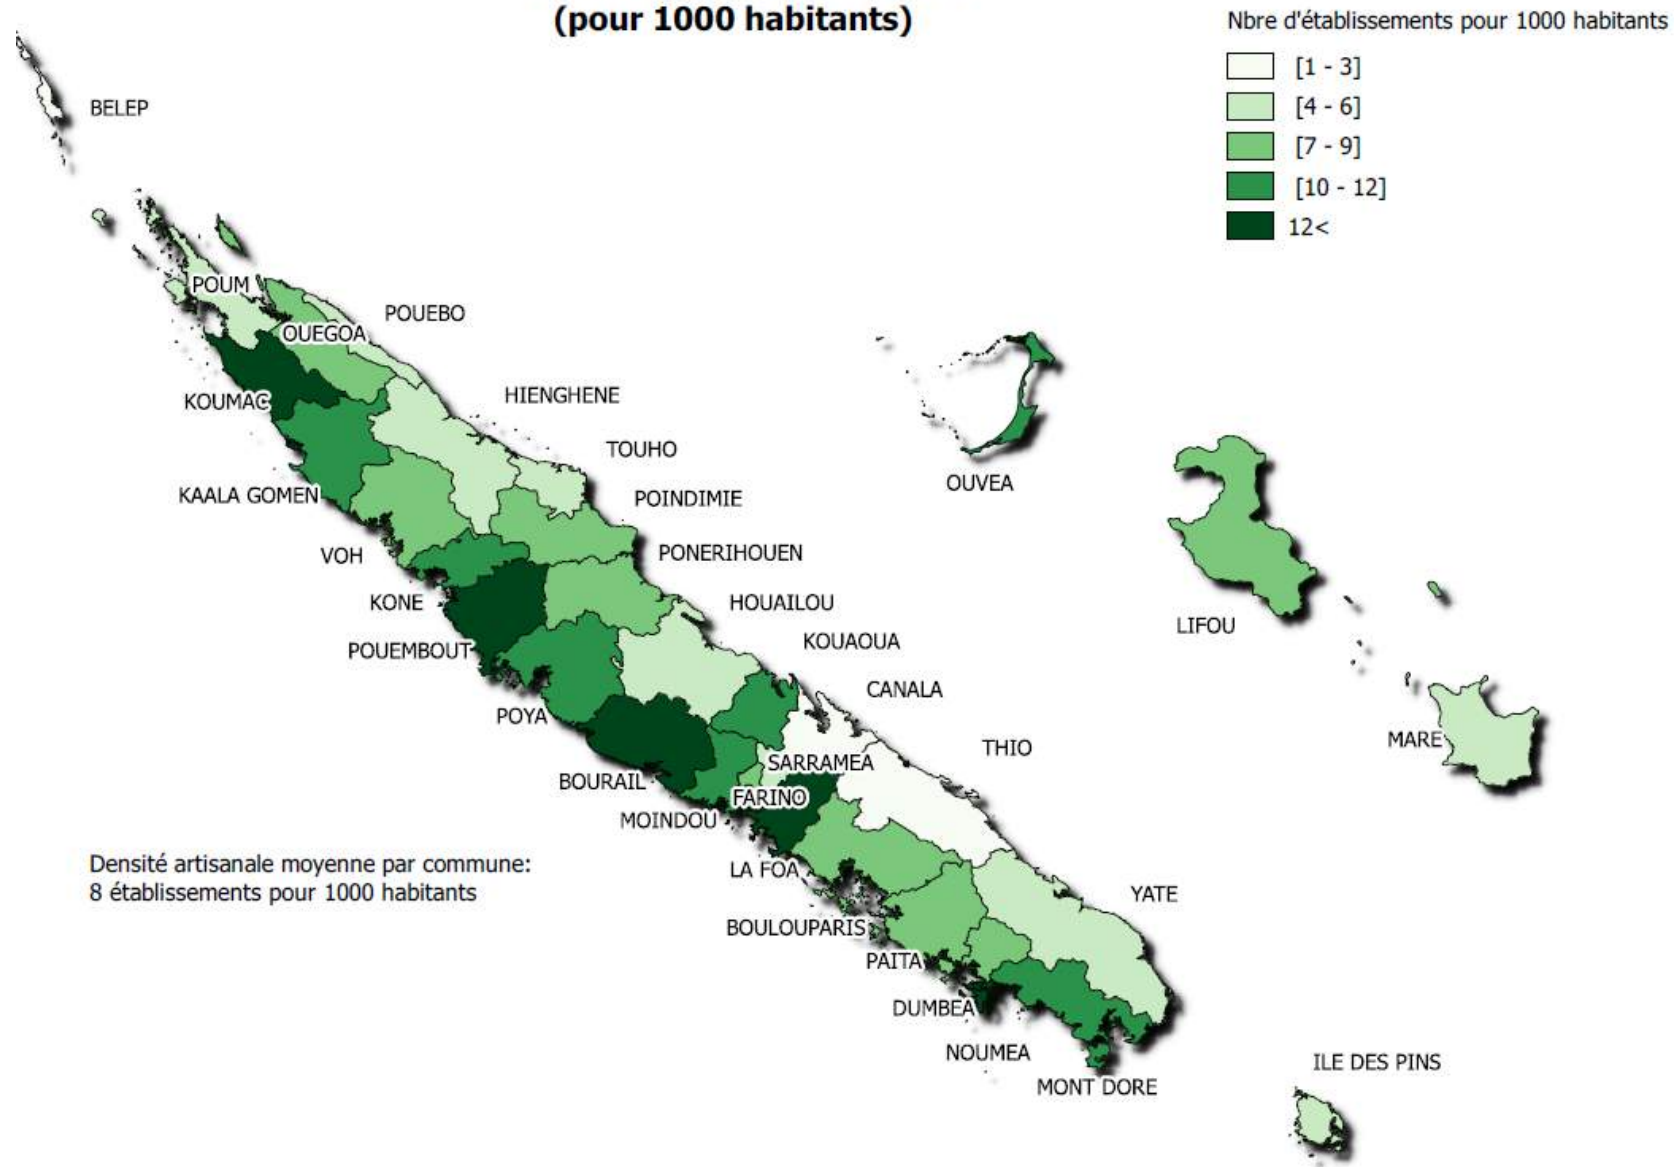 (pour 1000 habitants)
Nbre d'établissements pour 1000 habitants
[1 - 3]
[4 - 6]
[7 - 9]
[10 - 12]
12<
BELEP
POUM
POUEBO
OUEGOA
HIENGHENE
KOUMAC
TOUHO
OUVEA
KAALA GOMEN
POINDIMIE
VOH
PONERIHOUEN
KONE
HOUAILOU
LIFOU
POUEMBOUT
KOUAOUA
CANALA
POYA
THIO
MARE
SARRAMEA
BOURAIL
FARINO
MOINDOU
Densité artisanale moyenne par commune:
8 établissements pour 1000 habitants
LA FOA
YATE
BOULOUPARIS
PAITA
DUMBEA
NOUMEA
ILE DES PINS
MONT DORE